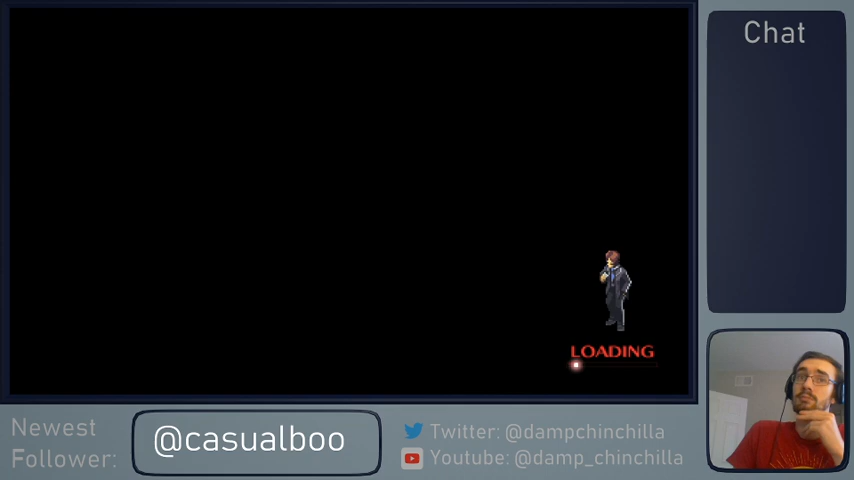 Chat
LOADING
Newest
Follower:
@casualboo
Twitter: @dampchinchilla
Youtube: @damp_chinchilla